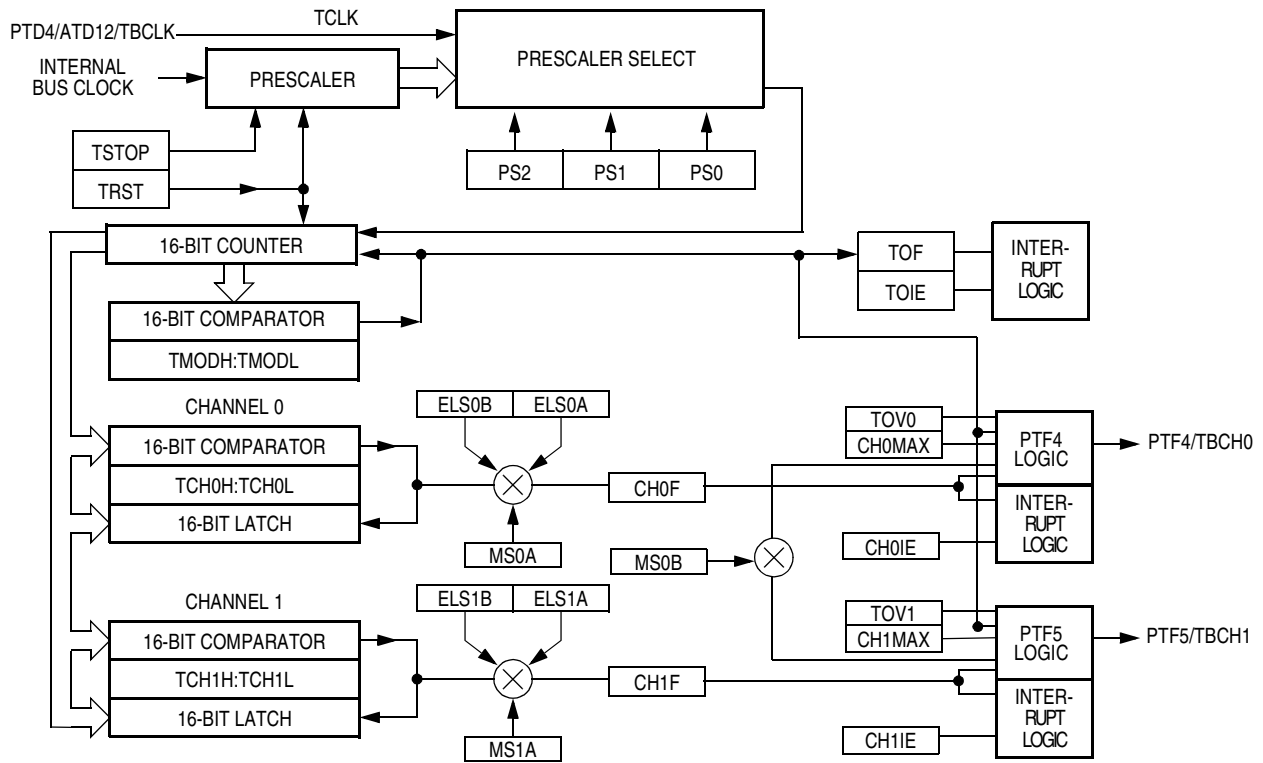 TCLK
PTD4/ATD12/TBCLK
INTERNAL
BUS CLOCK
PRESCALER
PRESCALER SELECT
TSTOP
TRST
PS2
PS1
PS0
16-BIT COUNTER
TOF
TOIE
INTER-
RUPT
LOGIC
16-BIT COMPARATOR
TMODH:TMODL
CHANNEL 0
ELS0B
ELS0A
16-BIT COMPARATOR
TCH0H:TCH0L
16-BIT LATCH
MS0A
CH0F
TOV0
CH0MAX
PTF4
LOGIC
PTF4/TBCH0
INTER-
RUPT
LOGIC
CH0IE
MS0B
CHANNEL 1
ELS1B
ELS1A
16-BIT COMPARATOR
TCH1H:TCH1L
16-BIT LATCH
MS1A
CH1F
TOV1
CH1MAX
PTF5
LOGIC
PTF5/TBCH1
INTER-
RUPT
LOGIC
CH1IE